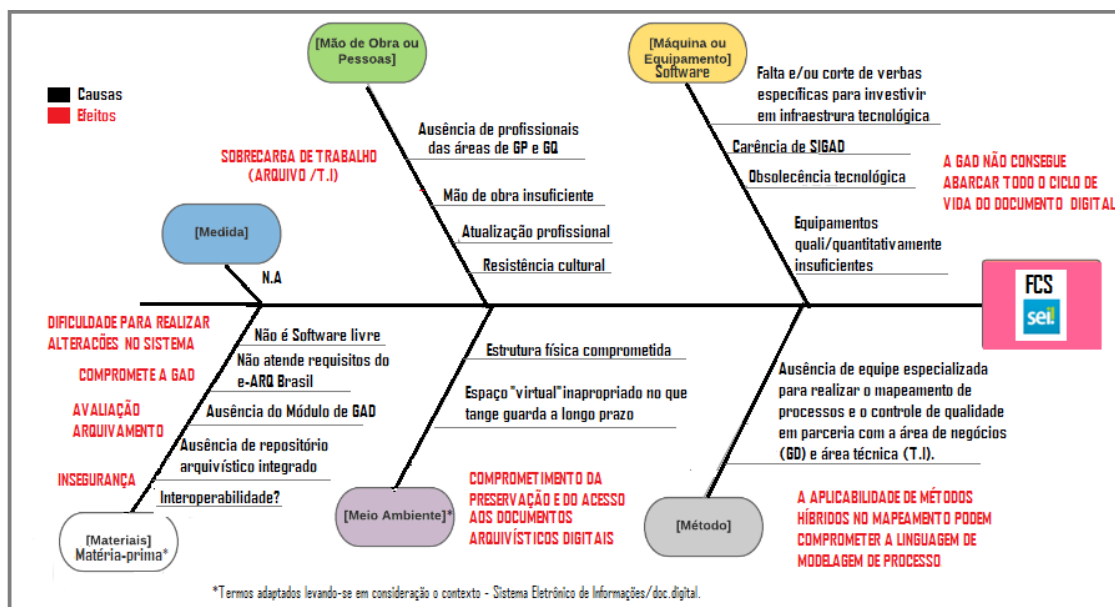 Causas
Efeitos
[Mão de Obra ou
Pessoas]
[Máquina ou
Equipamento]
Software
Falta e/ou corte de verbas
específicas para investivir
em infraestrura tecnológica
Ausência de profissionais
das áreas de GP e GQ
Carência de SIGAD
SOBRECARGA DE TRABALHO
(ARQUIVO /T.I)
Obsolecência tecnológica
A GAD NÃO CONSEGUE
ABARCAR TODO O CICLO DE
VIDA DO DOCUMENTO DIGITAL
Mão de obra insuficiente
[Medida]
Atualização profissional
Equipamentos
quali/quantitativamente
insuficientes
Resistência cultural
N.A
FCS
sei!
DIFICULDADE PARA REALIZAR
ALTERAÇÕES NO SISTEMA
Não é Software livre
Não atende requisitos do
e-ARQ Brasil
COMPROMETE A GAD
Estrutura física comprometida
Espaço "virtual"inapropriado no que
tange guarda a longo prazo
Ausência de equipe especializada
para realizar o mapeamento de
processos e o controle de qualidade
em parceria com a área de negócios
(GD) e área técnica (T.I).
AVALIAÇÃO
ARQUIVAMENTO
Ausência do Módulo de GAD
Ausência de repositório
arquivístico integrado
INSEGURANÇA
Interoperabilidade?
COMPROMETIMENTO DA
PRESERVAÇÃO E DO ACESSO
AOS DOCUMENTOS
ARQUIVÍSTICOS DIGITAIS
A APLICABILIDADE DE MÉTODOS
HÍBRIDOS NO MAPEAMENTO PODEM
COMPROMETER A LINGUAGEM DE
MODELAGEM DE PROCESSO
[Materiais]
Matéria-prima*
[Meio Ambiente]*
[Método]
*Termos adaptados levando-se em consideração o contexto - Sistema Eletrônico de Informações/doc.digital.